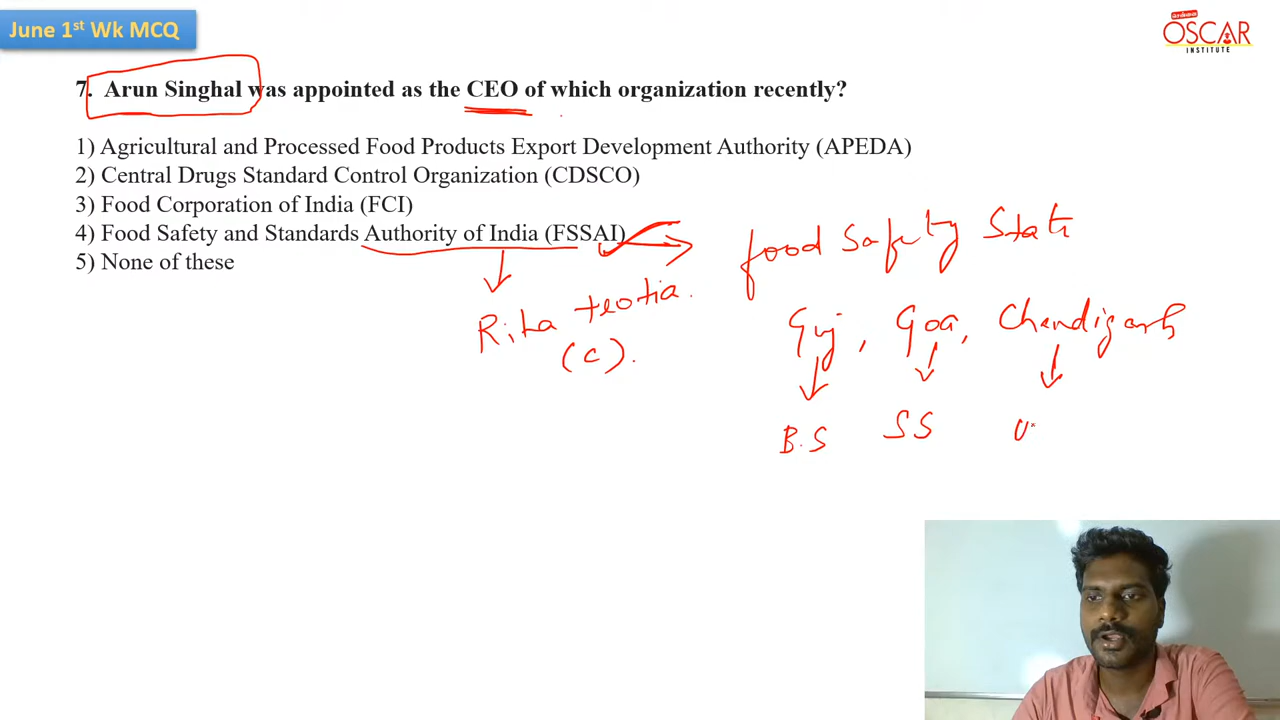 June 1st Wk MCQ
சென்னை
OSCAR
INSTITUTE
7. Arun Singhal was appointed as the CEO of which organization recently?
1) Agricultural and Processed Food Products Export Development Authority (APEDA)
2) Central Drugs Standard Control Organization (CDSCO)
3) Food Corporation of India (FCI)
4) Food Safety and Standards Authority of India (FSSAI)
5) None of these
food Safety State
Rita teotia.
(C).
Guj, Goa, Chandigarh
B.S SS U